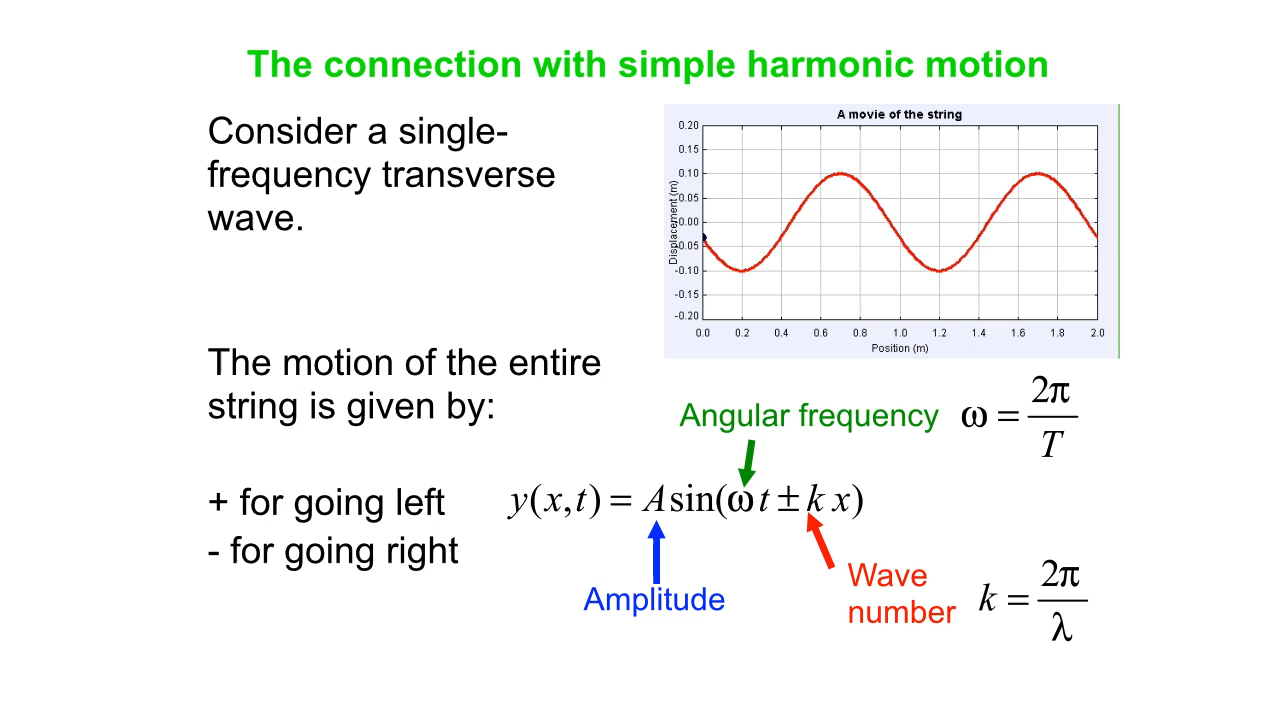 The connection with simple harmonic motion
Consider a single-
frequency transverse
wave.
A movie of the string
0.20
0.15
0.10
0.05
0.00
-0.05
-0.10
-0.15
-0.20
Displacement (m)
0.0 0.2 0.4 0.6 0.8 1.0 1.2 1.4 1.6 1.8 2.0
Position (m)
The motion of the entire
string is given by:
Angular frequency ω = 2π / T
+ for going left
- for going right
y(x,t) = A sin(ω t ± k x)
Amplitude
Wave
number
k = 2π / λ